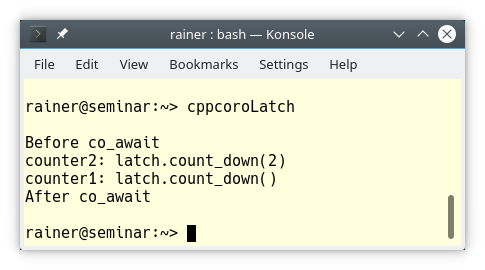 rainer : bash — Konsole
File Edit View Bookmarks Settings Help
rainer@seminar:~> cppcoroLatch
Before co_await
counter2: latch.count_down(2)
counter1: latch.count_down()
After co_await
rainer@seminar:~>